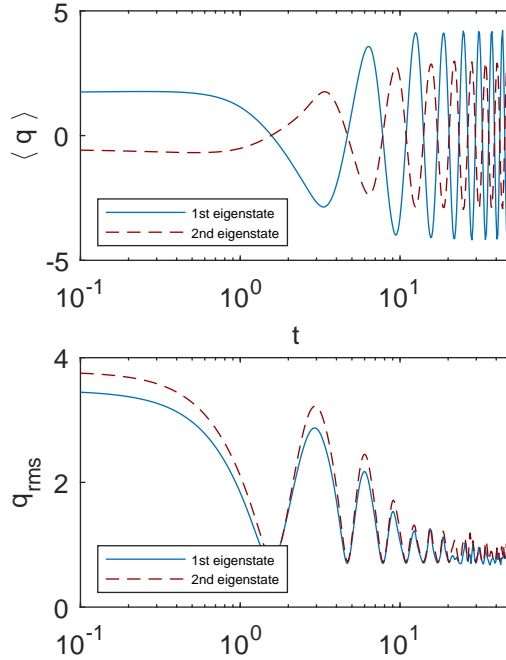 5
⟨ q ⟩
0
1st eigenstate
2nd eigenstate
-5
10^-1 10^0 10^1
t
4
q_rms
2
1st eigenstate
2nd eigenstate
0
10^-1 10^0 10^1